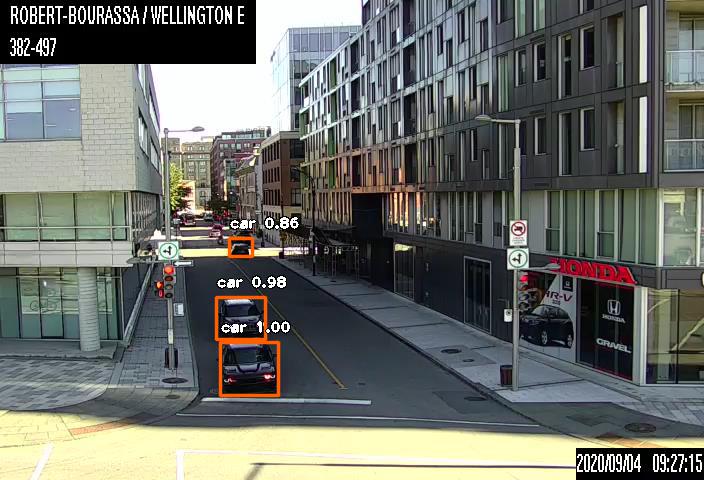 ROBERT-BOURASSA / WELLINGTON E
382-497
car 0.86
car 0.98
car 1.00
HONDA
HR-V
HONDA
GRAVEL
2020/09/04 09:27:15